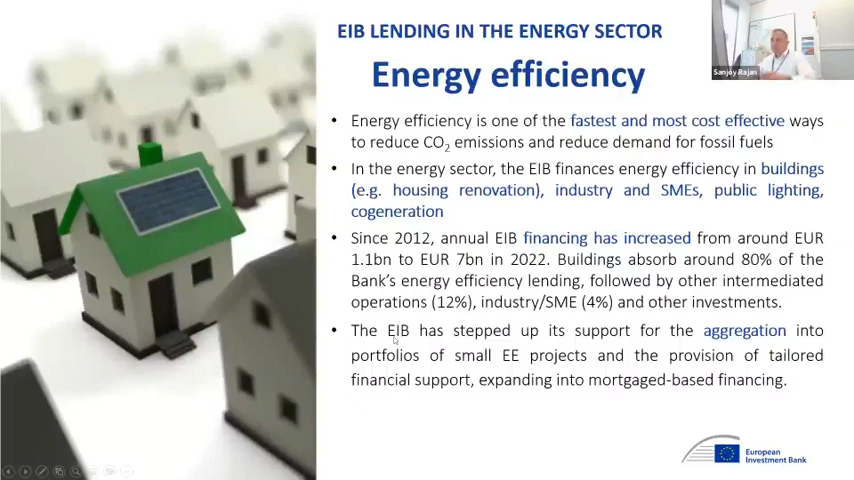 EIB LENDING IN THE ENERGY SECTOR
Energy efficiency
Sanjoy Rajan
• Energy efficiency is one of the fastest and most cost effective ways
to reduce CO₂ emissions and reduce demand for fossil fuels
• In the energy sector, the EIB finances energy efficiency in buildings
(e.g. housing renovation), industry and SMEs, public lighting,
cogeneration
• Since 2012, annual EIB financing has increased from around EUR
1.1bn to EUR 7bn in 2022. Buildings absorb around 80% of the
Bank's energy efficiency lending, followed by other intermediated
operations (12%), industry/SME (4%) and other investments.
• The EIB has stepped up its support for the aggregation into
portfolios of small EE projects and the provision of tailored
financial support, expanding into mortgaged-based financing.
European
Investment Bank